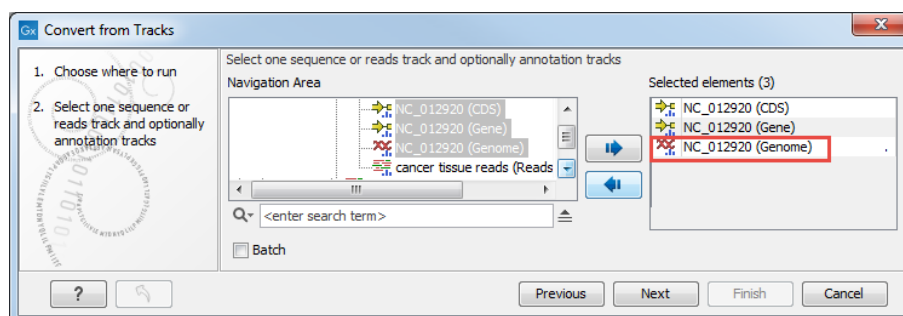 Gx Convert from Tracks
1. Choose where to run
2. Select one sequence or
reads track and optionally
annotation tracks
Select one sequence or reads track and optionally annotation tracks
Navigation Area
NC_012920 (CDS)
NC_012920 (Gene)
NC_012920 (Genome)
cancer tissue reads (Reads
<enter search term>
Batch
Selected elements (3)
NC_012920 (CDS)
NC_012920 (Gene)
NC_012920 (Genome)
?
Previous
Next
Finish
Cancel